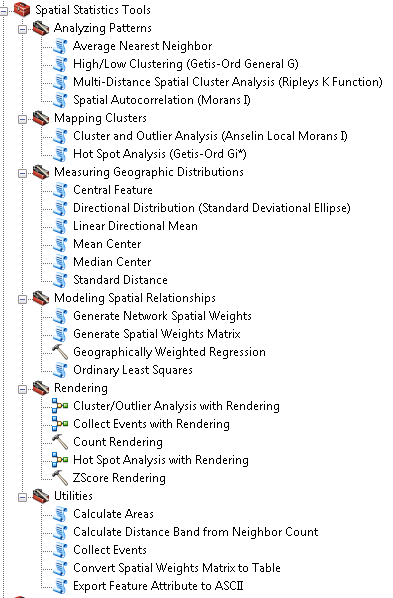 Spatial Statistics Tools
Analyzing Patterns
Average Nearest Neighbor
High/Low Clustering (Getis-Ord General G)
Multi-Distance Spatial Cluster Analysis (Ripleys K Function)
Spatial Autocorrelation (Morans I)
Mapping Clusters
Cluster and Outlier Analysis (Anselin Local Morans I)
Hot Spot Analysis (Getis-Ord Gi*)
Measuring Geographic Distributions
Central Feature
Directional Distribution (Standard Deviational Ellipse)
Linear Directional Mean
Mean Center
Median Center
Standard Distance
Modeling Spatial Relationships
Generate Network Spatial Weights
Generate Spatial Weights Matrix
Geographically Weighted Regression
Ordinary Least Squares
Rendering
Cluster/Outlier Analysis with Rendering
Collect Events with Rendering
Count Rendering
Hot Spot Analysis with Rendering
ZScore Rendering
Utilities
Calculate Areas
Calculate Distance Band from Neighbor Count
Collect Events
Convert Spatial Weights Matrix to Table
Export Feature Attribute to ASCII